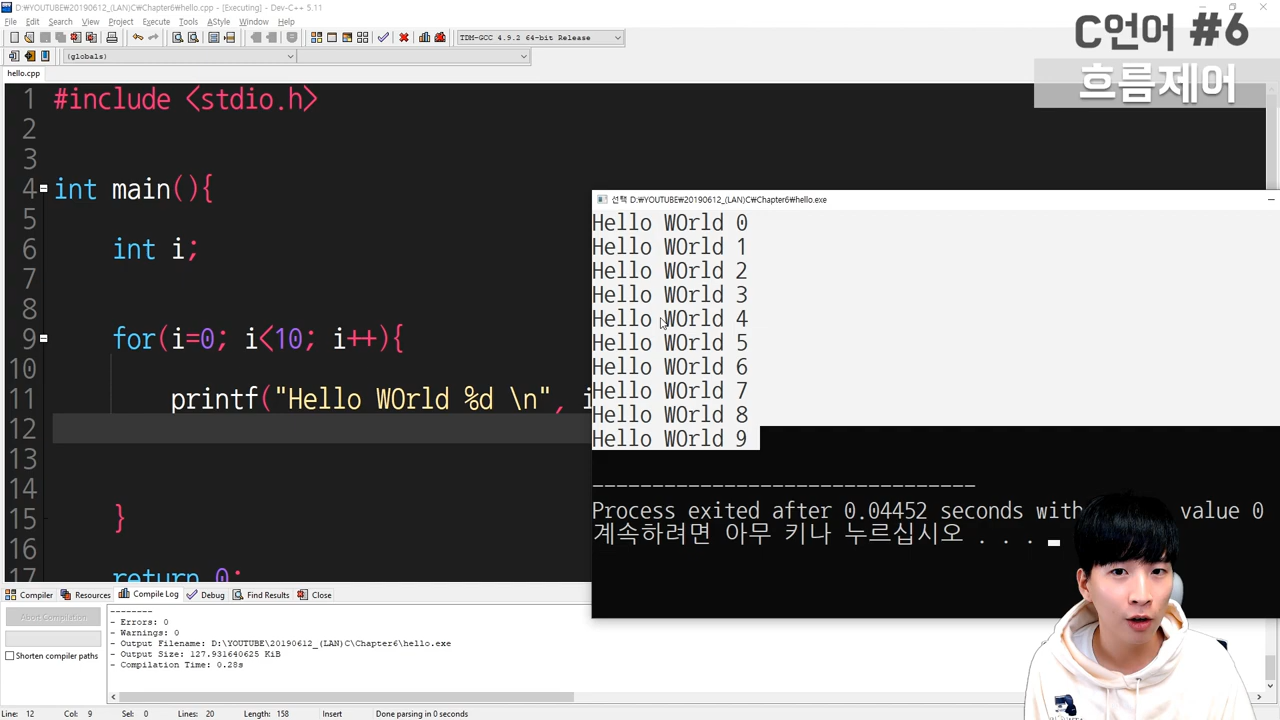 D:￦YOUTUBE￦20190612_(LAN)C￦Chapter6￦hello.cpp - [Executing] - Dev-C++ 5.11
File Edit Search View Project Execute Tools AStyle Window Help
TDM-GCC 4.9.2 64-bit Release
(globals)
C언어 #6
흐름제어
hello.cpp
1 #include <stdio.h>
2
3
4 int main(){
5
6 int i;
7
8
9 for(i=0; i<10; i++){
10
11 printf("Hello WOrld %d \n", i
12
13
14
15 }
16
17 return 0;
선택 D:￦YOUTUBE￦20190612_(LAN)C￦Chapter6￦hello.exe
Hello WOrld 0
Hello WOrld 1
Hello WOrld 2
Hello WOrld 3
Hello WOrld 4
Hello WOrld 5
Hello WOrld 6
Hello WOrld 7
Hello WOrld 8
Hello WOrld 9
--------------------------------
Process exited after 0.04452 seconds with value 0
계속하려면 아무 키나 누르십시오 . . .
Compiler Resources Compile Log Debug Find Results Close
Abort Compilation
Shorten compiler paths
--------
- Errors: 0
- Warnings: 0
- Output Filename: D:\YOUTUBE\20190612_(LAN)C\Chapter6\hello.exe
- Output Size: 127.931640625 KiB
- Compilation Time: 0.28s
Line: 12 Col: 9 Sel: 0 Lines: 20 Length: 158 Insert Done parsing in 0 seconds